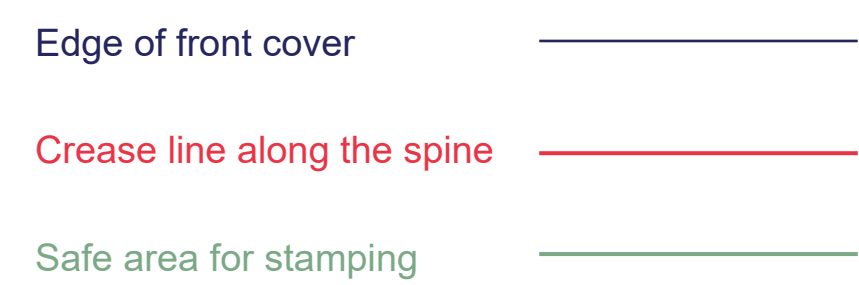 Edge of front cover
Crease line along the spine
Safe area for stamping